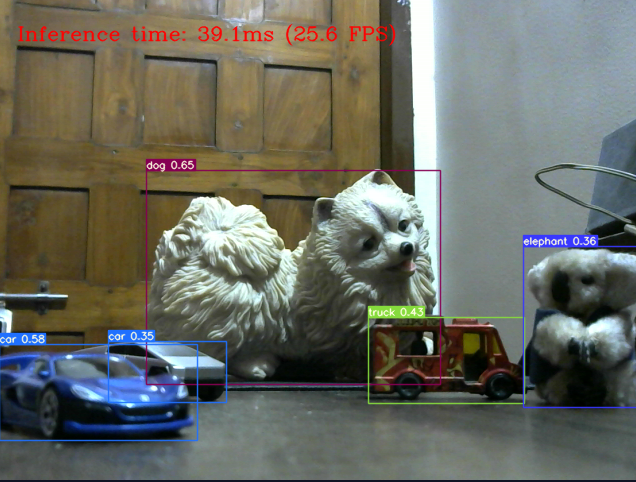 Inference time: 39.1ms (25.6 FPS)
dog 0.65
elephant 0.36
truck 0.43
car 0.58
car 0.35